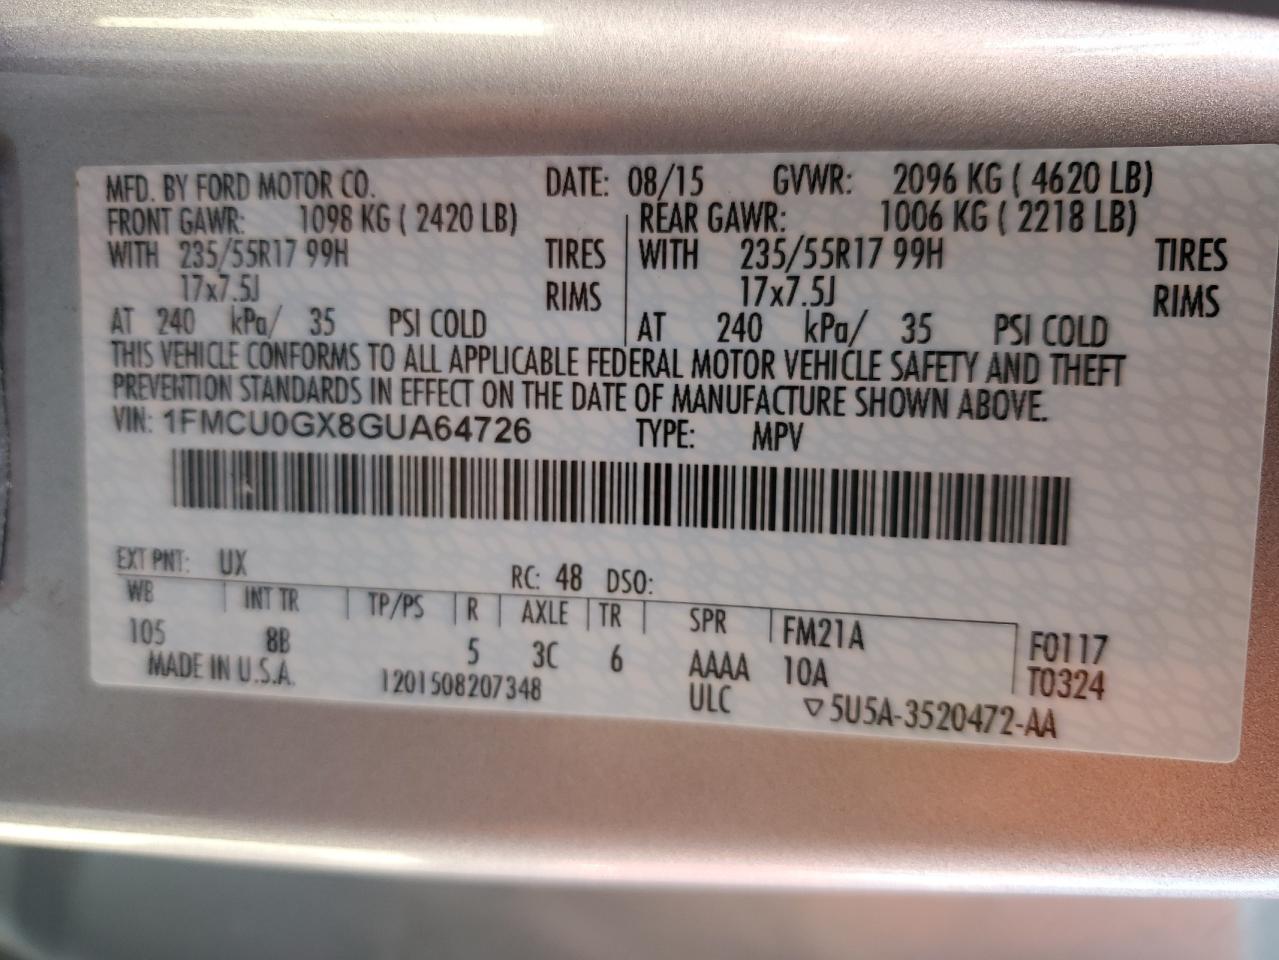 MFD. BY FORD MOTOR CO. DATE: 08/15 GVWR: 2096 KG ( 4620 LB)
FRONT GAWR: 1098 KG ( 2420 LB) REAR GAWR: 1006 KG ( 2218 LB)
WITH 235/55R17 99H TIRES WITH 235/55R17 99H TIRES
17x7.5J RIMS 17x7.5J RIMS
AT 240 kPa/ 35 PSI COLD AT 240 kPa/ 35 PSI COLD
THIS VEHICLE CONFORMS TO ALL APPLICABLE FEDERAL MOTOR VEHICLE SAFETY AND THEFT
PREVENTION STANDARDS IN EFFECT ON THE DATE OF MANUFACTURE SHOWN ABOVE.
VIN: 1FMCU0GX8GUA64726 TYPE: MPV
EXT PNT: UX RC: 48 DSO:
WB INT TR TP/PS R AXLE TR SPR FM21A F0117
105 8B 5 3C 6 AAAA 10A T0324
MADE IN U.S.A. 1201508207348 ULC ▽5U5A-3520472-AA